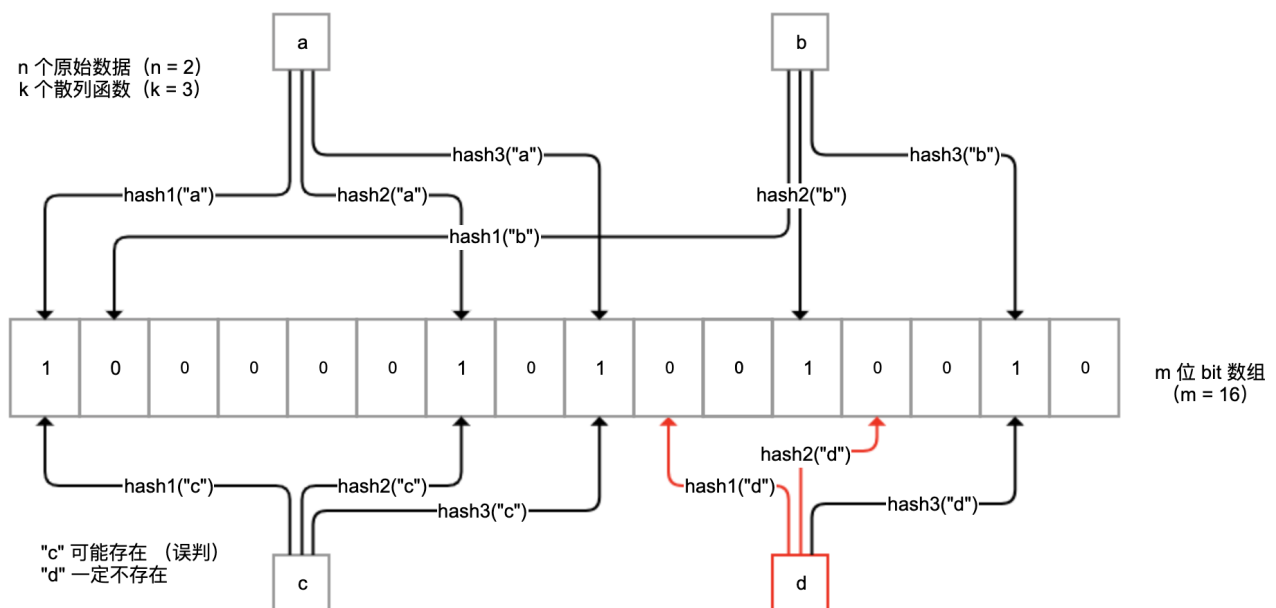 a
b
n 个原始数据（n = 2）
k 个散列函数（k = 3）
hash3("a")
hash3("b")
hash1("a")
hash2("a")
hash2("b")
hash1("b")
1 0 0 0 0 0 1 0 1 0 0 1 0 0 1 0
m 位 bit 数组
（m = 16）
hash2("d")
hash1("c")
hash2("c")
hash1("d")
hash3("c")
hash3("d")
"c" 可能存在 （误判）
"d" 一定不存在
c
d